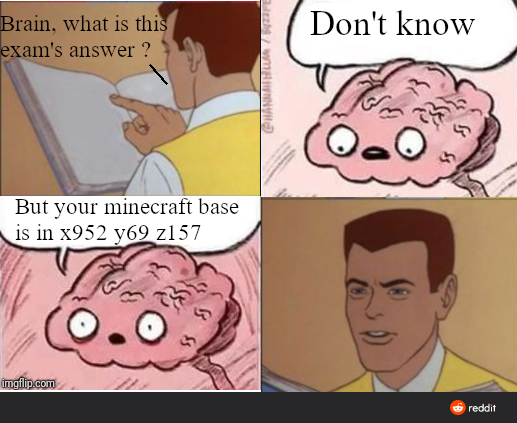 Brain, what is this
exam's answer ?
Don't know
But your minecraft base
is in x952 y69 z157
imgflip.com
reddit